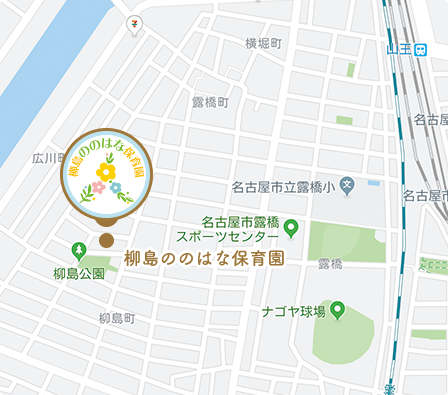 横堀町
山王
露橋町
名古
広川町
柳島ののはな保育園
名古屋市立露橋小
文
名古屋市露橋
スポーツセンター
名古屋
柳島ののはな保育園
露橋
柳島公園
ナゴヤ球場
柳島町